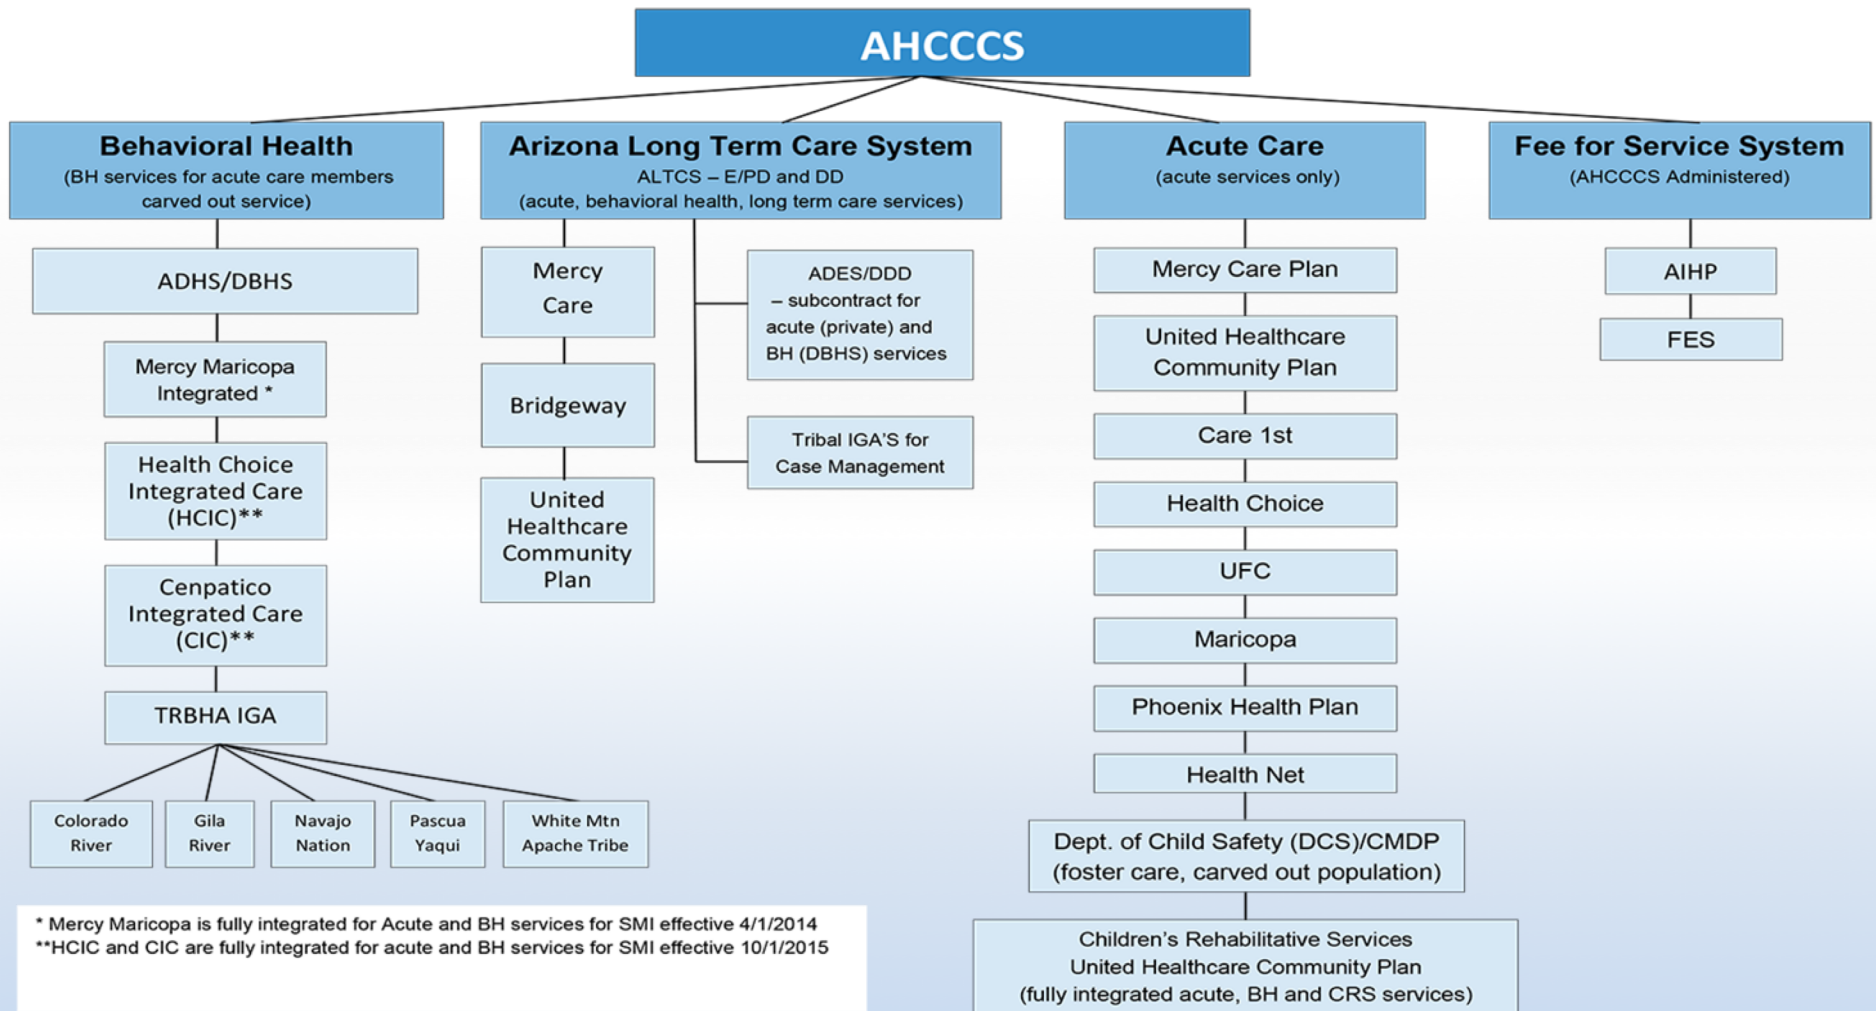 AHCCCS
Behavioral Health
(BH services for acute care members
carved out service)
ADHS/DBHS
Mercy Maricopa
Integrated *
Health Choice
Integrated Care
(HCIC)**
Cenpatico
Integrated Care
(CIC)**
TRBHA IGA
Colorado
River
Gila
River
Navajo
Nation
Pascua
Yaqui
White Mtn
Apache Tribe
Arizona Long Term Care System
ALTCS – E/PD and DD
(acute, behavioral health, long term care services)
Mercy
Care
Bridgeway
United
Healthcare
Community
Plan
ADES/DDD
– subcontract for
acute (private) and
BH (DBHS) services
Tribal IGA'S for
Case Management
Acute Care
(acute services only)
Mercy Care Plan
United Healthcare
Community Plan
Care 1st
Health Choice
UFC
Maricopa
Phoenix Health Plan
Health Net
Dept. of Child Safety (DCS)/CMDP
(foster care, carved out population)
Children's Rehabilitative Services
United Healthcare Community Plan
(fully integrated acute, BH and CRS services)
Fee for Service System
(AHCCCS Administered)
AIHP
FES
* Mercy Maricopa is fully integrated for Acute and BH services for SMI effective 4/1/2014
**HCIC and CIC are fully integrated for acute and BH services for SMI effective 10/1/2015